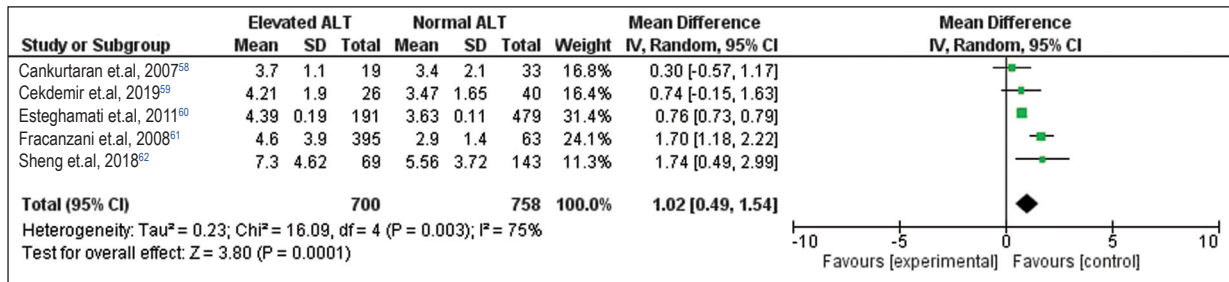 Elevated ALT Normal ALT Mean Difference Mean Difference
Study or Subgroup Mean SD Total Mean SD Total Weight IV, Random, 95% CI IV, Random, 95% CI
Cankurtaran et.al, 2007⁵⁸ 3.7 1.1 19 3.4 2.1 33 16.8% 0.30 [-0.57, 1.17]
Cekdemir et.al, 2019⁵⁹ 4.21 1.9 26 3.47 1.65 40 16.4% 0.74 [-0.15, 1.63]
Esteghamati et.al, 2011⁶⁰ 4.39 0.19 191 3.63 0.11 479 31.4% 0.76 [0.73, 0.79]
Fracanzani et.al, 2008⁶¹ 4.6 3.9 395 2.9 1.4 63 24.1% 1.70 [1.18, 2.22]
Sheng et.al, 2018⁶² 7.3 4.62 69 5.56 3.72 143 11.3% 1.74 [0.49, 2.99]
Total (95% CI) 700 758 100.0% 1.02 [0.49, 1.54]
Heterogeneity: Tau² = 0.23; Chi² = 16.09, df = 4 (P = 0.003); I² = 75%
Test for overall effect: Z = 3.80 (P = 0.0001)
-10 -5 0 5 10
Favours [experimental] Favours [control]